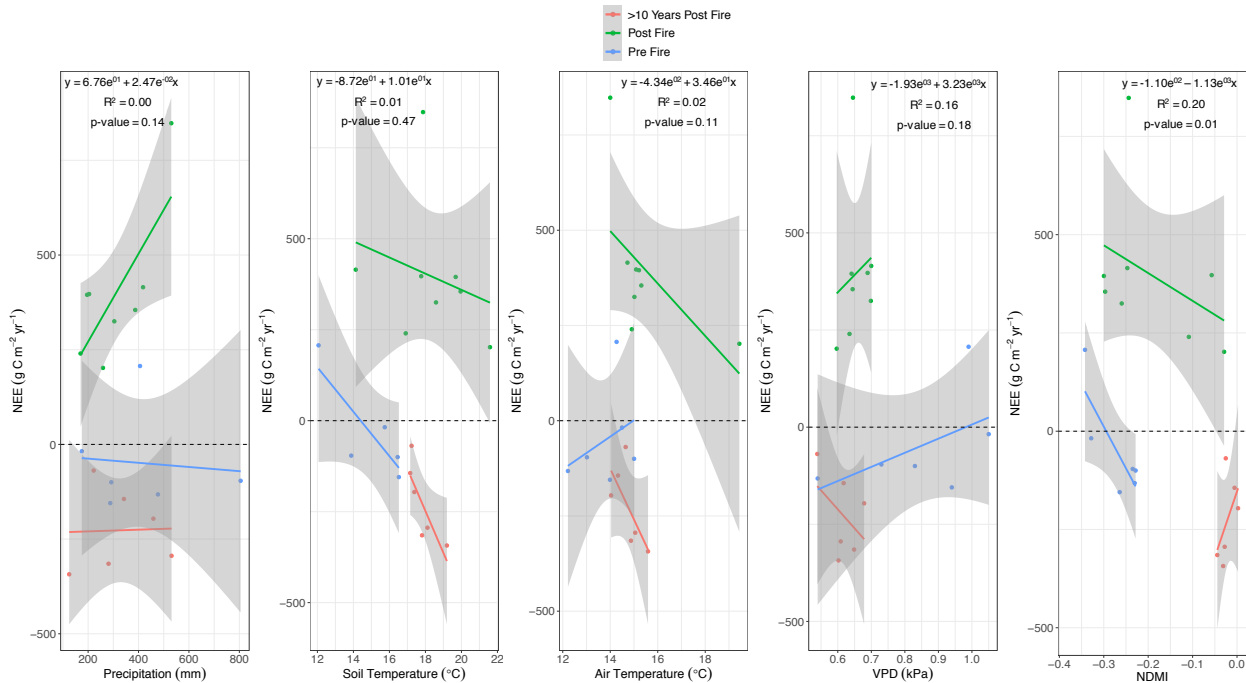 >10 Years Post Fire
Post Fire
Pre Fire
y = 6.76e⁰¹ + 2.47e⁻⁰²x
R² = 0.00
p-value = 0.14
NEE (g C m⁻² yr⁻¹)
500
0
−500
200 400 600 800
Precipitation (mm)
y = -8.72e⁰¹ + 1.01e⁰¹x
R² = 0.01
p-value = 0.47
NEE (g C m⁻² yr⁻¹)
500
0
−500
12 14 16 18 20 22
Soil Temperature (°C)
y = -4.34e⁰² + 3.46e⁰¹x
R² = 0.02
p-value = 0.11
NEE (g C m⁻² yr⁻¹)
500
0
−500
12 14 16 18
Air Temperature (°C)
y = -1.93e⁰³ + 3.23e⁰³x
R² = 0.16
p-value = 0.18
NEE (g C m⁻² yr⁻¹)
500
0
−500
0.6 0.7 1.0
VPD (kPa)
y = -1.10e⁰² − 1.13e⁰³x
R² = 0.20
p-value = 0.01
NEE (g C m⁻² yr⁻¹)
500
0
−500
−0.4 −0.3 −0.2 −0.1 0.0
NDMI